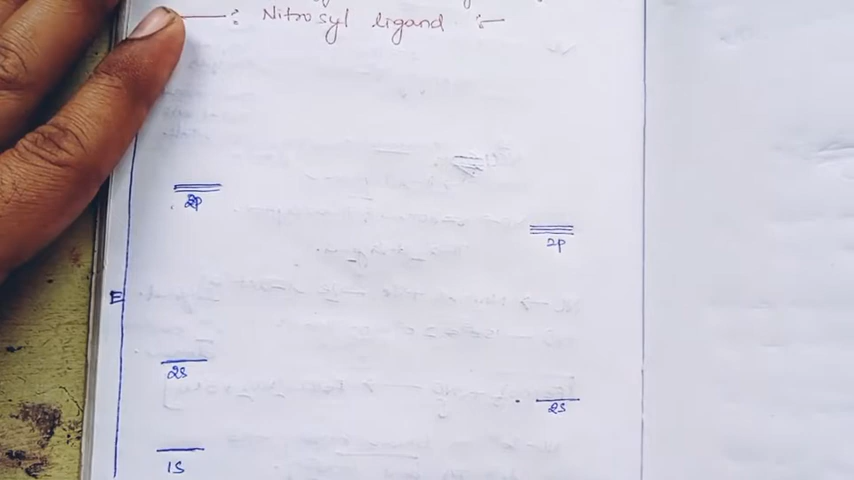 Nitrosyl ligand :-
2p
2p
E
2s
2s
1s